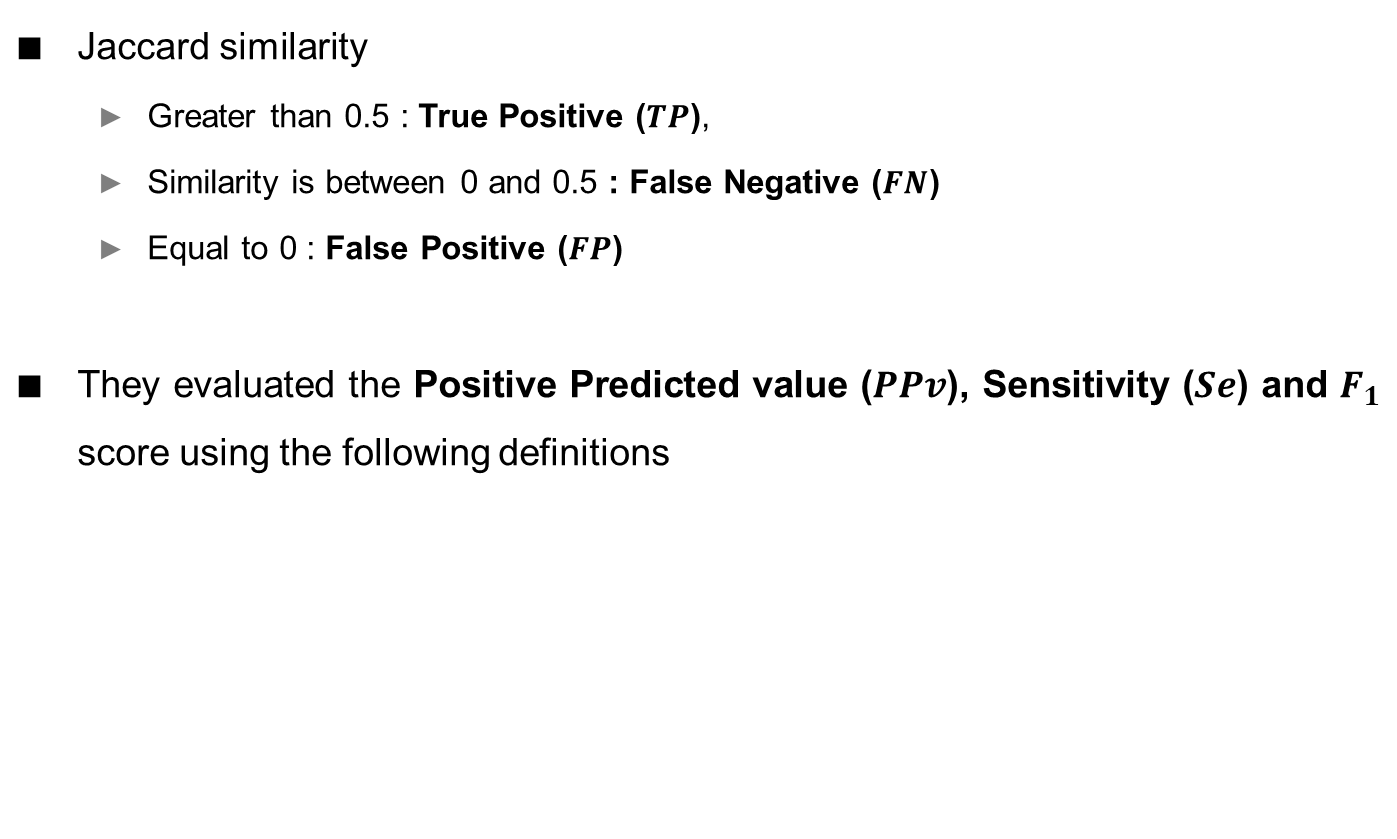 ■ Jaccard similarity
► Greater than 0.5 : True Positive (TP),
► Similarity is between 0 and 0.5 : False Negative (FN)
► Equal to 0 : False Positive (FP)
■ They evaluated the Positive Predicted value (PPv), Sensitivity (Se) and F₁
score using the following definitions